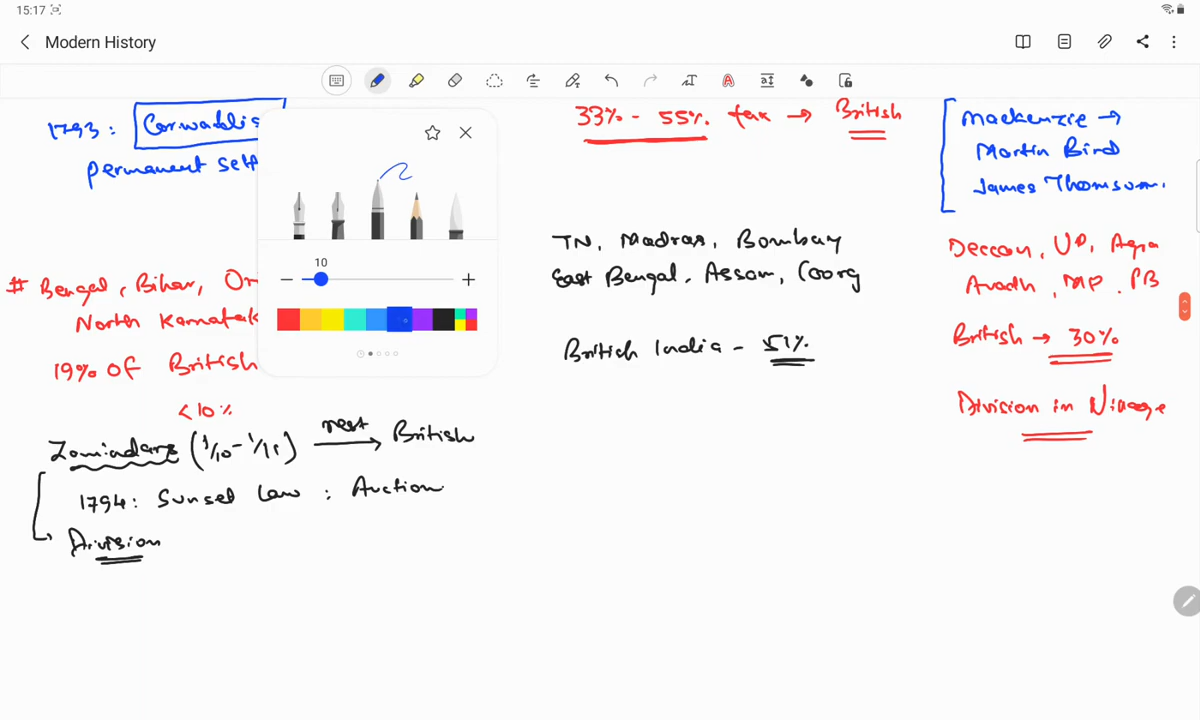 15:17
Modern History
1793: Corwallis
permanent sett
# Bengal, Bihar, Or
North Karnatak
19% of British
<10%
Zamindars (1/10-1/11) rest → British
1794: Sunset Law : Auction
Division
10
33% - 55% tax → British
TN, Madras, Bombay
East Bengal, Assam, Coorg
British India - 51%
Mackenzie →
Martin Bird
James Thomson.
Deccan, UP, Agra
Avadh, MP, PB
British → 30%
Division in Village